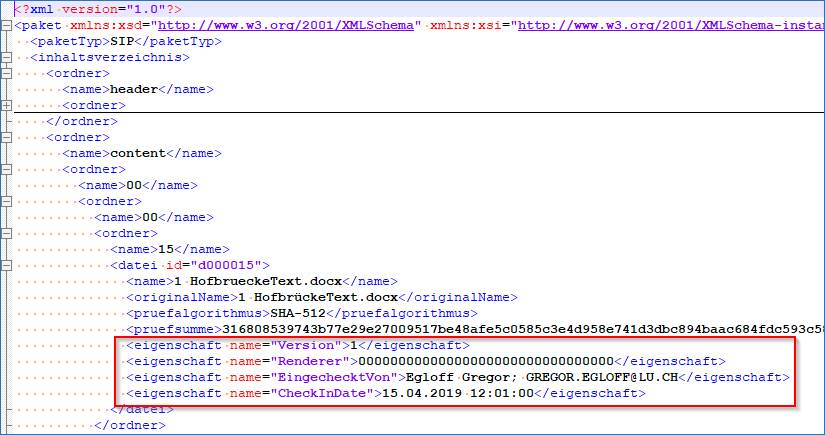 <?xml version="1.0"?>
<paket xmlns:xsd="http://www.w3.org/2001/XMLSchema" xmlns:xsi="http://www.w3.org/2001/XMLSchema-insta
<paketTyp>SIP</paketTyp>
<inhaltsverzeichnis>
<ordner>
<name>header</name>
<ordner>
</ordner>
<ordner>
<name>content</name>
<ordner>
<name>00</name>
<ordner>
<name>00</name>
<ordner>
<name>15</name>
<datei id="d000015">
<name>1 HofbrueckeText.docx</name>
<originalName>1 HofbrückeText.docx</originalName>
<pruefalgorithmus>SHA-512</pruefalgorithmus>
<pruefsumme>316808539743b77e29e27009517be48afe5c0585c3e4d958e741d3dbc894baac684fdc593c58
<eigenschaft name="Version">1</eigenschaft>
<eigenschaft name="Renderer">00000000000000000000000000000000</eigenschaft>
<eigenschaft name="EingechecktVon">Egloff Gregor; GREGOR.EGLOFF@LU.CH</eigenschaft>
<eigenschaft name="CheckInDate">15.04.2019 12:01:00</eigenschaft>
</datei>
</ordner>